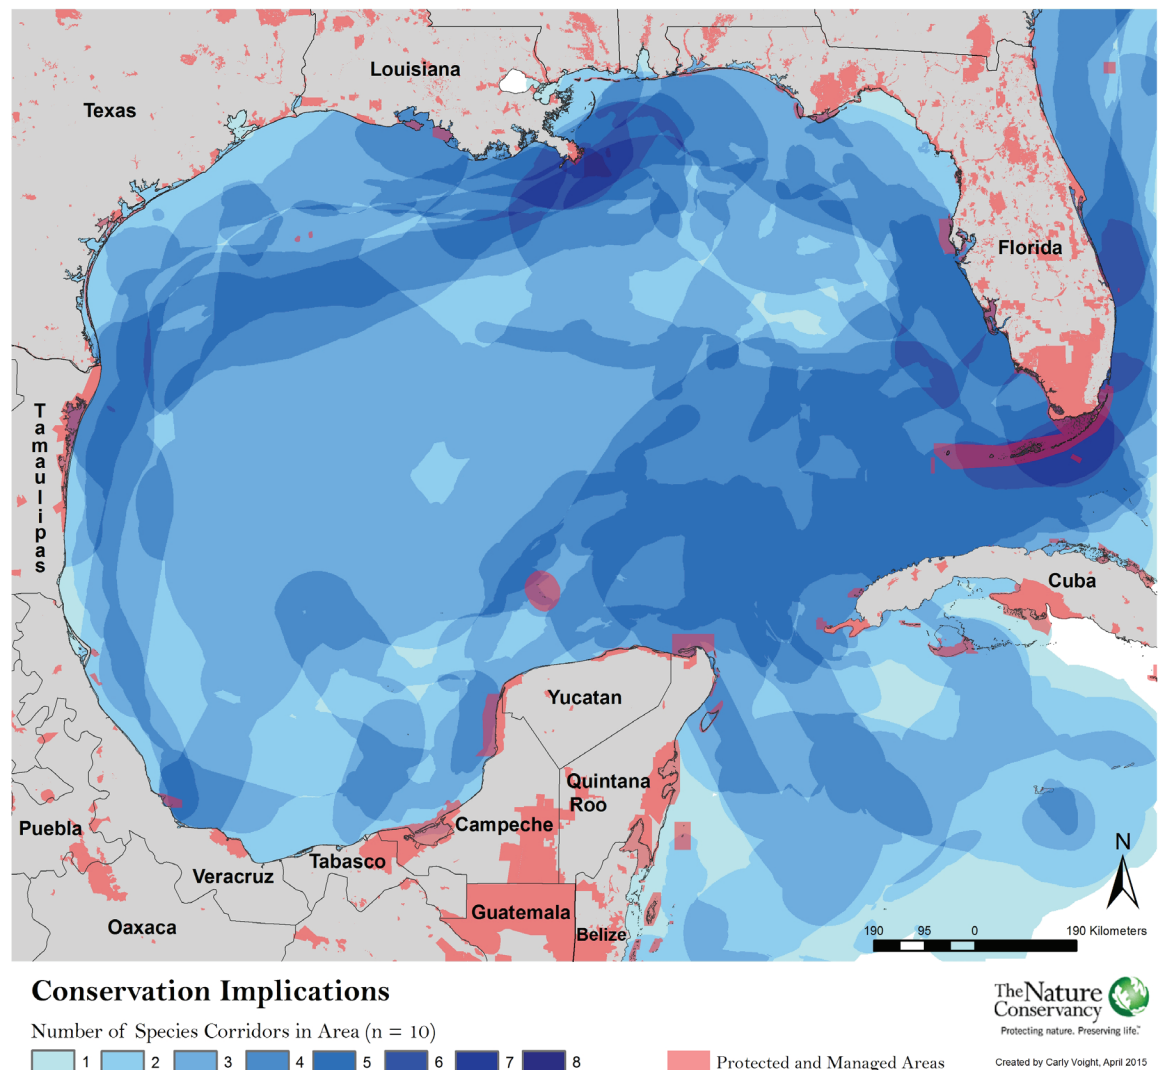 Louisiana
Texas
Florida
Tamaulipas
Cuba
Yucatan
Quintana
Roo
Puebla
Campeche
Tabasco
Veracruz
N
Guatemala
Oaxaca
Belize
190 95 0 190 Kilometers
Conservation Implications
The Nature
Conservancy
Protecting nature. Preserving life.™
Number of Species Corridors in Area (n = 10)
1 2 3 4 5 6 7 8
Protected and Managed Areas
Created by Carly Voight, April 2015